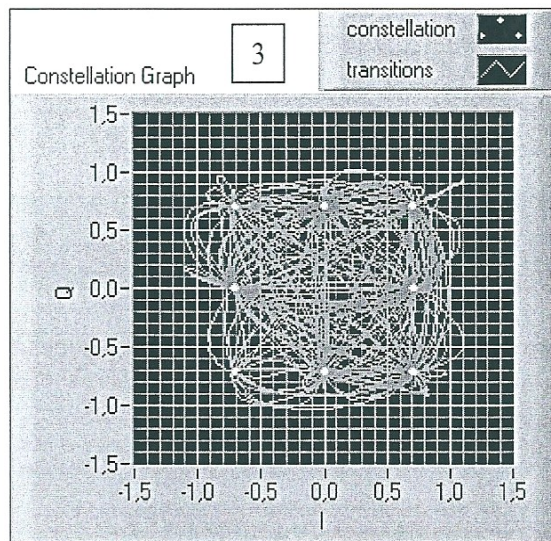 constellation
3
Constellation Graph
transitions
1,5-
1,0-
0,5-
Q 0,0-
-0,5-
-1,0-
-1,5-
-1,5 -1,0 -0,5 0,0 0,5 1,0 1,5
I